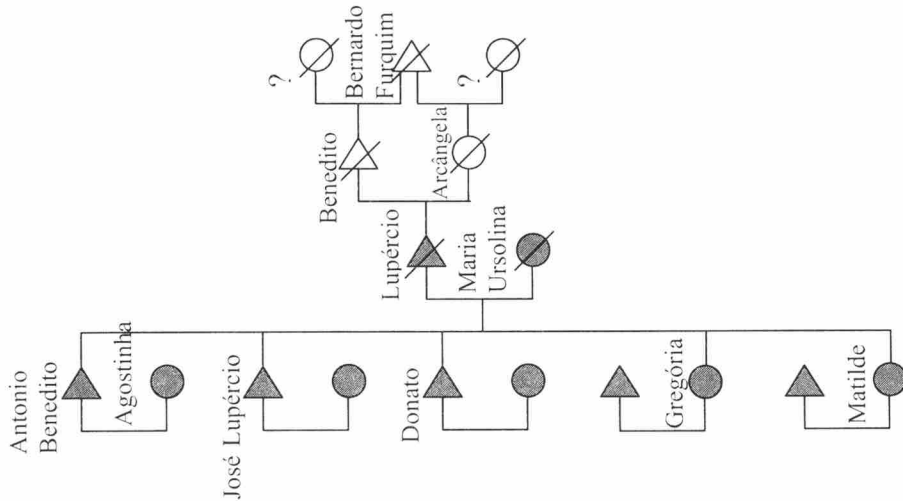 ?
Bernardo
Furquim
?
Benedito
Arcângela
Lupércio
Maria
Ursolina
Antonio
Benedito
Agostinha
José Lupércio
Donato
Gregória
Matilde